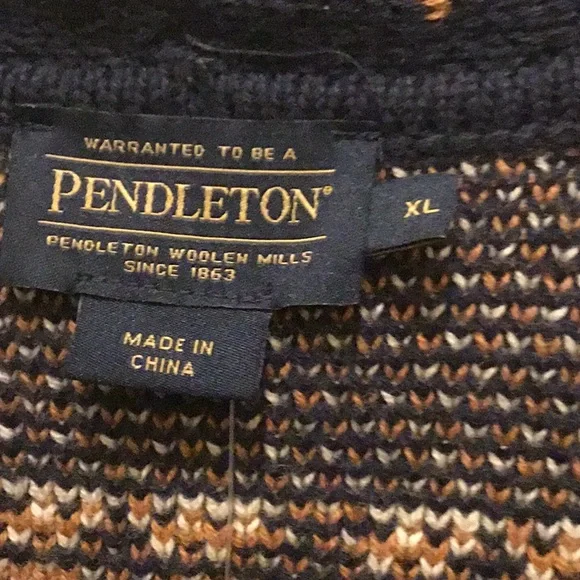 WARRANTED TO BE A
PENDLETON®
PENDLETON WOOLEN MILLS
SINCE 1863
XL
MADE IN
CHINA